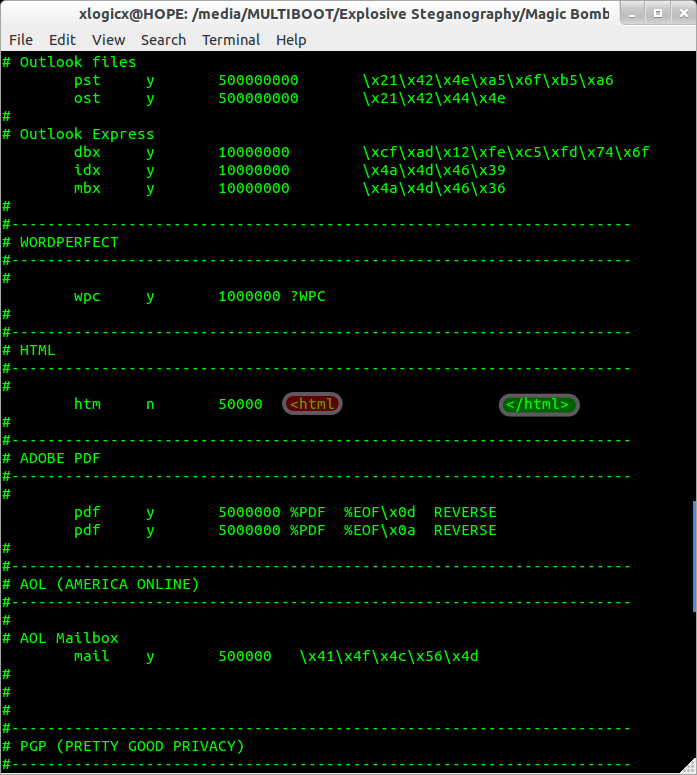 xlogicx@HOPE: /media/MULTIBOOT/Explosive Steganography/Magic Bomb
File Edit View Search Terminal Help
# Outlook files
pst y 500000000 \x21\x42\x4e\xa5\x6f\xb5\xa6
ost y 500000000 \x21\x42\x44\x4e
#
# Outlook Express
dbx y 10000000 \xcf\xad\x12\xfe\xc5\xfd\x74\x6f
idx y 10000000 \x4a\x4d\x46\x39
mbx y 10000000 \x4a\x4d\x46\x36
#
#---------------------------------------------------------------------
# WORDPERFECT
#---------------------------------------------------------------------
#
wpc y 1000000 ?WPC
#
#---------------------------------------------------------------------
# HTML
#---------------------------------------------------------------------
#
htm n 50000 <html </html>
#
#---------------------------------------------------------------------
# ADOBE PDF
#---------------------------------------------------------------------
#
pdf y 5000000 %PDF %EOF\x0d REVERSE
pdf y 5000000 %PDF %EOF\x0a REVERSE
#
#---------------------------------------------------------------------
# AOL (AMERICA ONLINE)
#---------------------------------------------------------------------
#
# AOL Mailbox
mail y 500000 \x41\x4f\x4c\x56\x4d
#
#
#
#---------------------------------------------------------------------
# PGP (PRETTY GOOD PRIVACY)
#---------------------------------------------------------------------